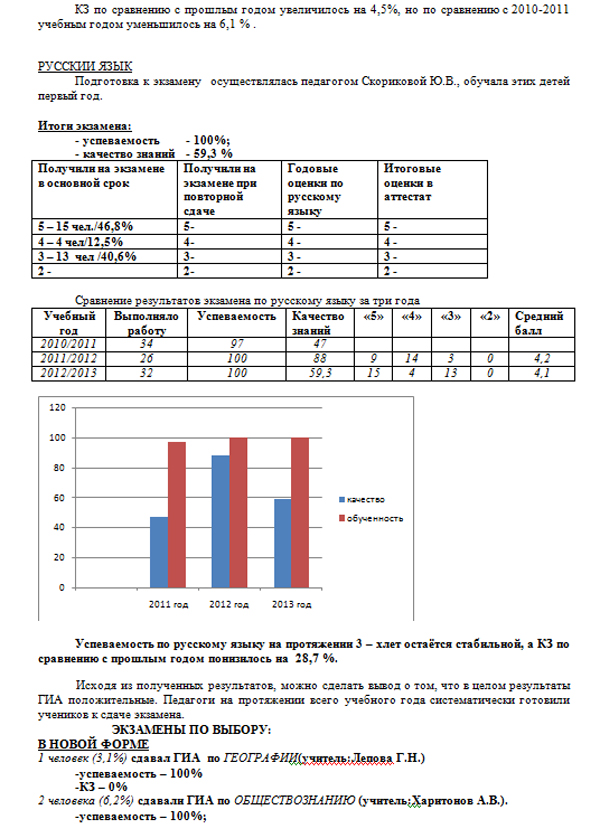 КЗ по сравнению с прошлым годом увеличилось на 4,5%, но по сравнению с 2010-2011
учебным годом уменьшилось на 6,1 % .
РУССКИЙ ЯЗЫК
Подготовка к экзамену осуществлялась педагогом Скориковой Ю.В., обучала этих детей
первый год.
Итоги экзамена:
- успеваемость - 100%;
- качество знаний - 59,3 %
Получили на экзамене в основной срок Получили на экзамене при повторной сдаче Годовые оценки по русскому языку Итоговые оценки в аттестат
5 – 15 чел./46,8% 5- 5 - 5 -
4 – 4 чел/12,5% 4- 4 - 4 -
3 – 13 чел /40,6% 3- 3 - 3 -
2 - 2- 2 - 2 -
Сравнение результатов экзамена по русскому языку за три года
Учебный год Выполняло работу Успеваемость Качество знаний «5» «4» «3» «2» Средний балл
2010/2011 34 97 47
2011/2012 26 100 88 9 14 3 0 4,2
2012/2013 32 100 59,3 15 4 13 0 4,1
120
100
80
60
40
20
0
2011 год 2012 год 2013 год
качество
обученность
Успеваемость по русскому языку на протяжении 3 – хлет остаётся стабильной, а КЗ по
сравнению с прошлым годом понизилось на 28,7 %.
Исходя из полученных результатов, можно сделать вывод о том, что в целом результаты
ГИА положительные. Педагоги на протяжении всего учебного года систематически готовили
учеников к сдаче экзамена.
ЭКЗАМЕНЫ ПО ВЫБОРУ:
В НОВОЙ ФОРМЕ
1 человек (3,1%) сдавал ГИА по ГЕОГРАФИИ(учитель:Лепова Г.Н.)
-успеваемость – 100%
-КЗ – 0%
2 человека (6,2%) сдавали ГИА по ОБЩЕСТВОЗНАНИЮ (учитель:Харитонов А.В.).
-успеваемость – 100%;